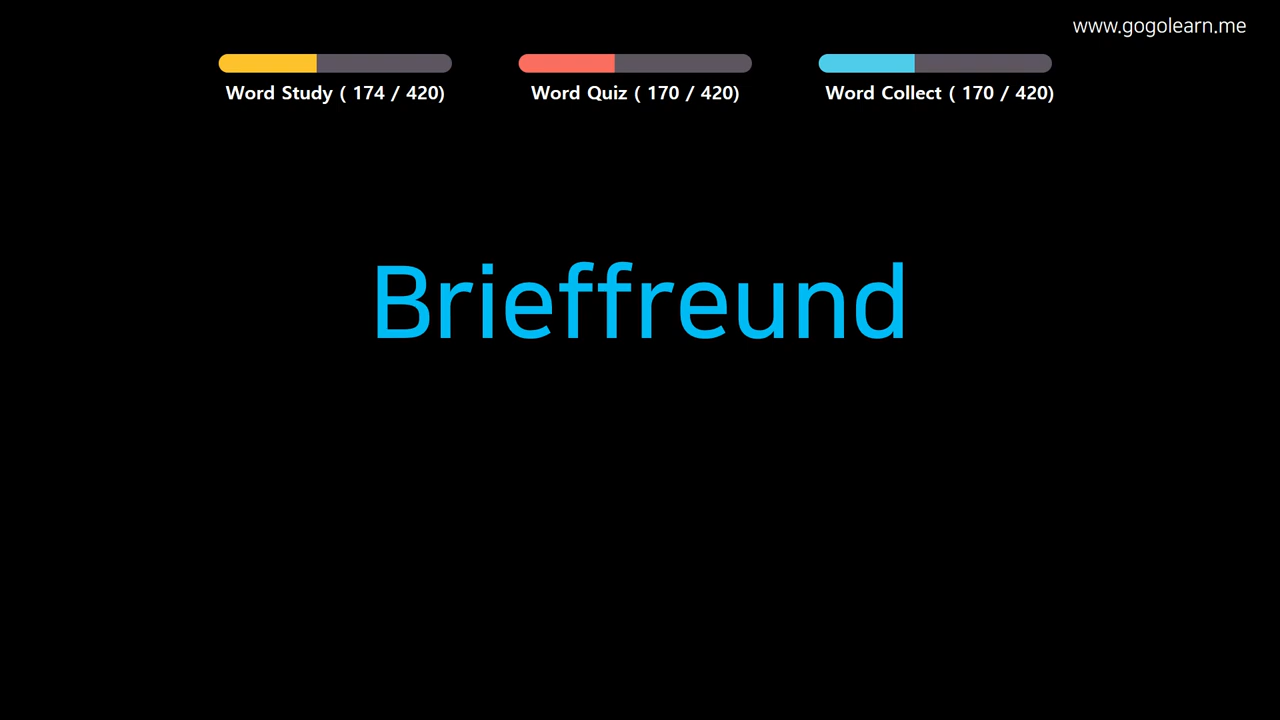 www.gogolearn.me
Word Study ( 174 / 420)
Word Quiz ( 170 / 420)
Word Collect ( 170 / 420)
Brieffreund